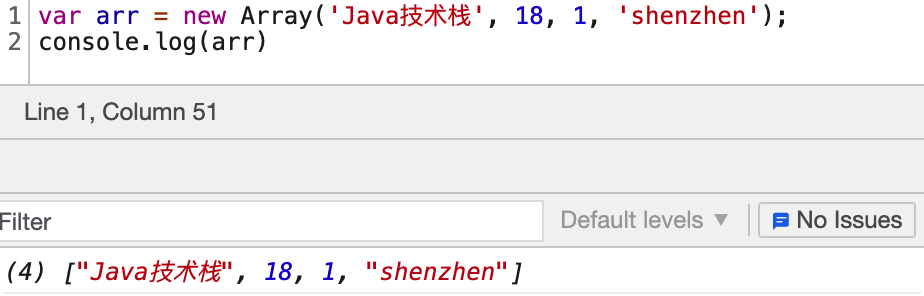 1 var arr = new Array('Java技术栈', 18, 1, 'shenzhen');
2 console.log(arr)
Line 1, Column 51
Filter Default levels ▼ No Issues
(4) ["Java技术栈", 18, 1, "shenzhen"]